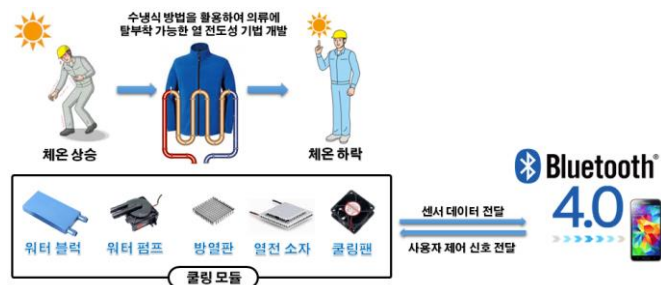 수냉식 방법을 활용하여 의류에
탈부착 가능한 열 전도성 기법 개발
체온 상승
체온 하락
Bluetooth®
4.0
센서 데이터 전달
사용자 제어 신호 전달
워터 블럭
워터 펌프
방열판
열전 소자
쿨링팬
쿨링 모듈